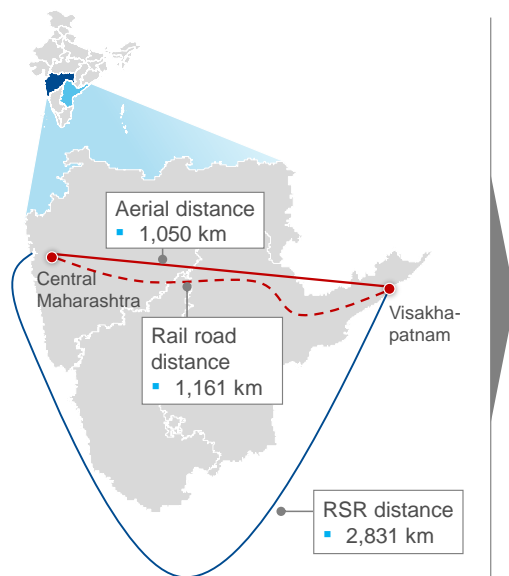 Aerial distance
▪ 1,050 km
Central
Maharashtra
Visakha-
patnam
Rail road
distance
▪ 1,161 km
RSR distance
▪ 2,831 km